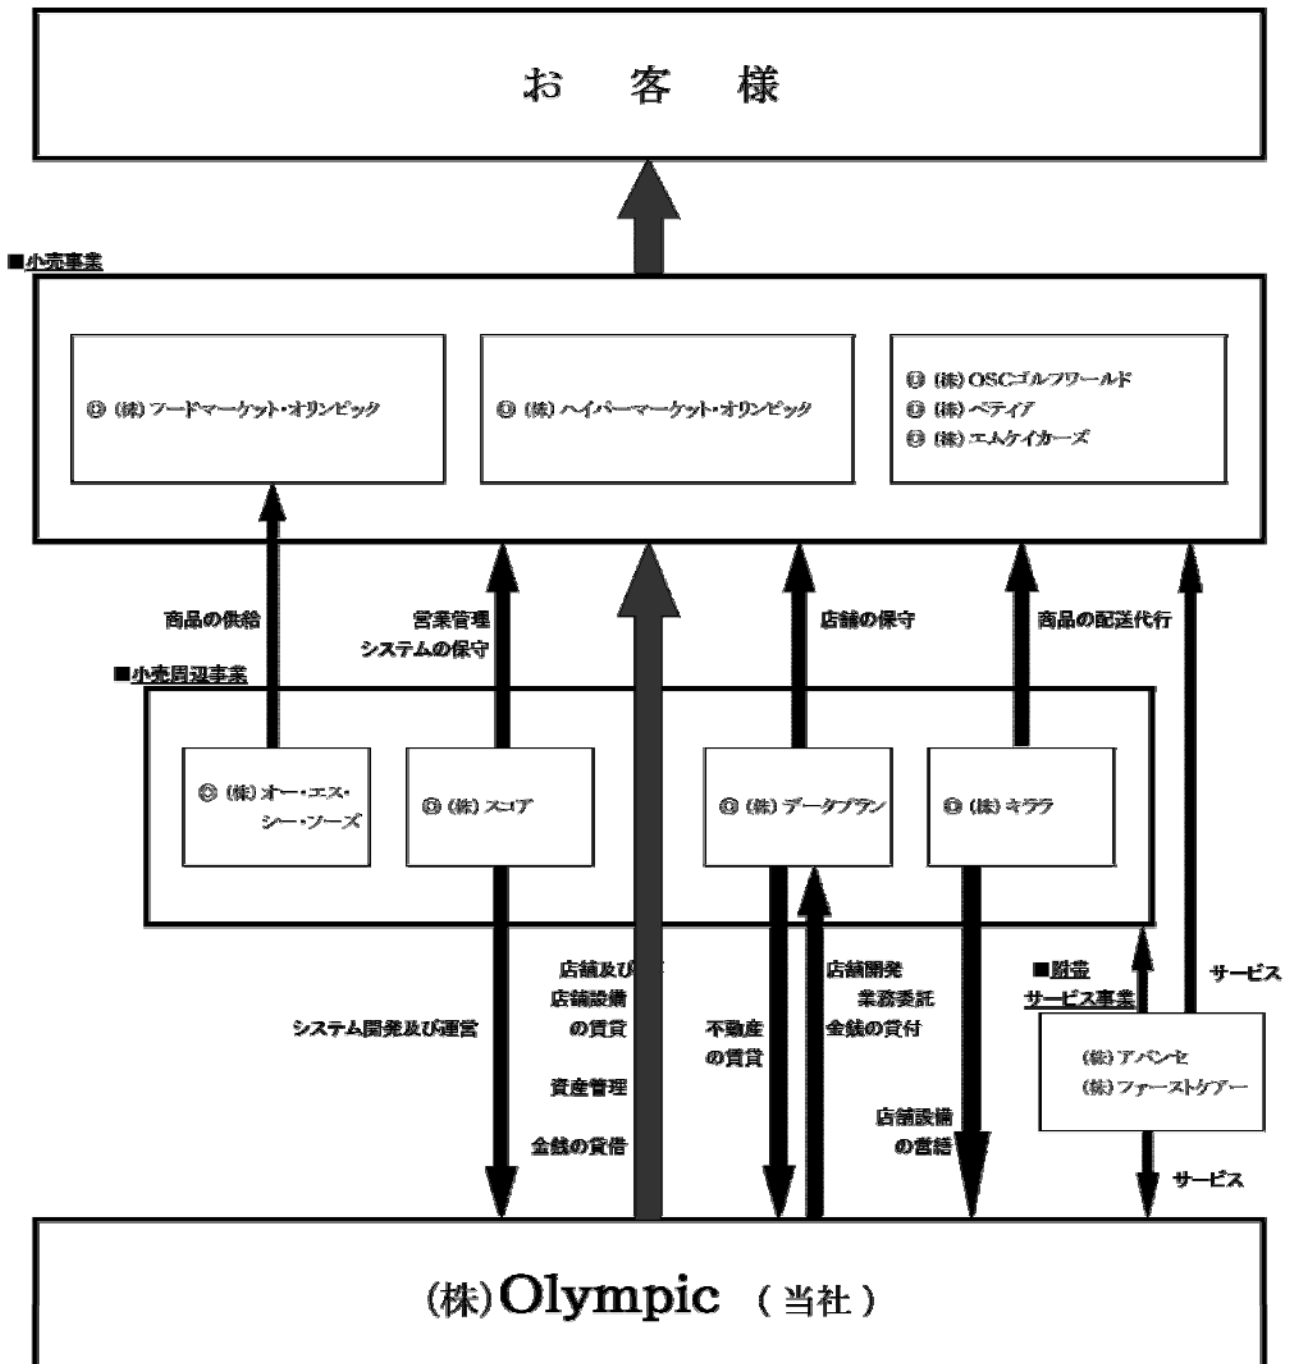 お 客 様
■小売事業
◎ (株) フードマーケット・オリンピック
◎ (株) ハイパーマーケット・オリンピック
◎ (株) OSCゴルフワールド
◎ (株) ペティア
◎ (株) エムケイカーズ
商品の供給
営業管理
システムの保守
店舗の保守
商品の配送代行
■小売周辺事業
◎ (株) オー・エス・
シー・フーズ
◎ (株) スコア
◎ (株) データプラン
◎ (株) キララ
システム開発及び運営
店舗及び
店舗設備
の賃貸
資産管理
金銭の貸借
不動産
の賃貸
店舗開発
業務委託
金銭の貸付
店舗設備
の営繕
■附帯
サービス事業
サービス
(株) アバンセ
(株) ファーストケアー
サービス
(株) Olympic ( 当社 )